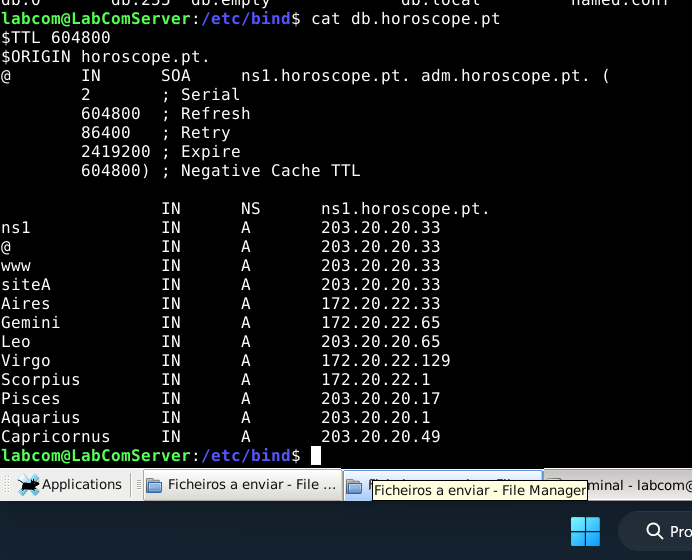 db.0 db.255 db.empty db.local named.conf
labcom@LabComServer:/etc/bind$ cat db.horoscope.pt
$TTL 604800
$ORIGIN horoscope.pt.
@ IN SOA ns1.horoscope.pt. adm.horoscope.pt. (
2 ; Serial
604800 ; Refresh
86400 ; Retry
2419200 ; Expire
604800) ; Negative Cache TTL
IN NS ns1.horoscope.pt.
ns1 IN A 203.20.20.33
@ IN A 203.20.20.33
www IN A 203.20.20.33
siteA IN A 203.20.20.33
Aires IN A 172.20.22.33
Gemini IN A 172.20.22.65
Leo IN A 203.20.20.65
Virgo IN A 172.20.22.129
Scorpius IN A 172.20.22.1
Pisces IN A 203.20.20.17
Aquarius IN A 203.20.20.1
Capricornus IN A 203.20.20.49
labcom@LabComServer:/etc/bind$
Applications Ficheiros a enviar - File ... minal - labcom@
Ficheiros a enviar - File Manager
Pro